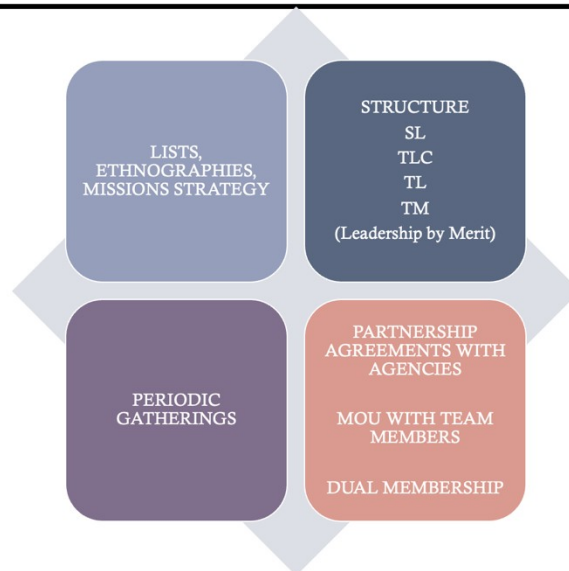 LISTS,
ETHNOGRAPHIES,
MISSIONS STRATEGY
STRUCTURE
SL
TLC
TL
TM
(Leadership by Merit)
PERIODIC
GATHERINGS
PARTNERSHIP
AGREEMENTS WITH
AGENCIES
MOU WITH TEAM
MEMBERS
DUAL MEMBERSHIP